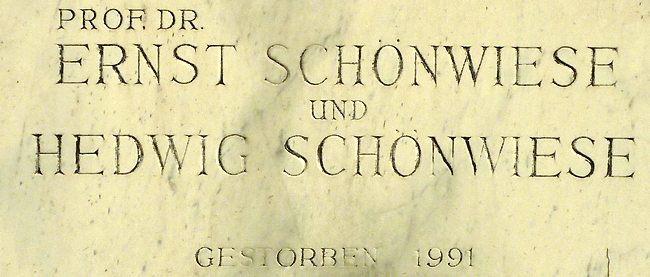 PROF. DR.
ERNST SCHÖNWIESE
UND
HEDWIG SCHÖNWIESE
GESTORBEN 1991